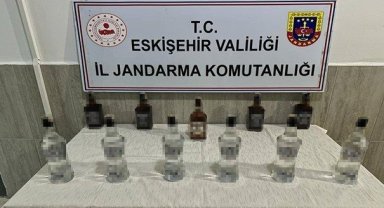 T.C.
ESKİŞEHİR VALİLİĞİ
İL JANDARMA KOMUTANLIĞI